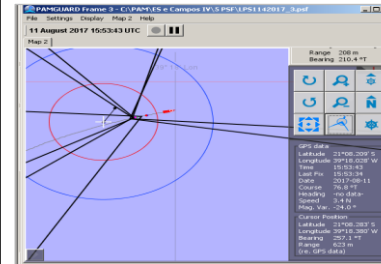 PAMGUARD Frame 3 - C:\PAM\ES e Campos IV\5 PSF\LPS1142017_3.psf
File Settings Display Map 2 Help
11 August 2017 15:53:43 UTC
Map 2
Range 208 m
Bearing 210.4 °T
GPS data
Latitude 21°08.209' S
Longitude 39°18.028' W
Time 15:53:43
Last Fix 15:53:34
Date 2017-08-11
Course 76.8 °T
Heading -no data-
Speed 3.4 N
Mag. Var. -24.0 °
Cursor Position
Latitude 21°08.283' S
Longitude 39°18.380' W
Bearing 257.1 °T
Range 623 m
(re. GPS data)